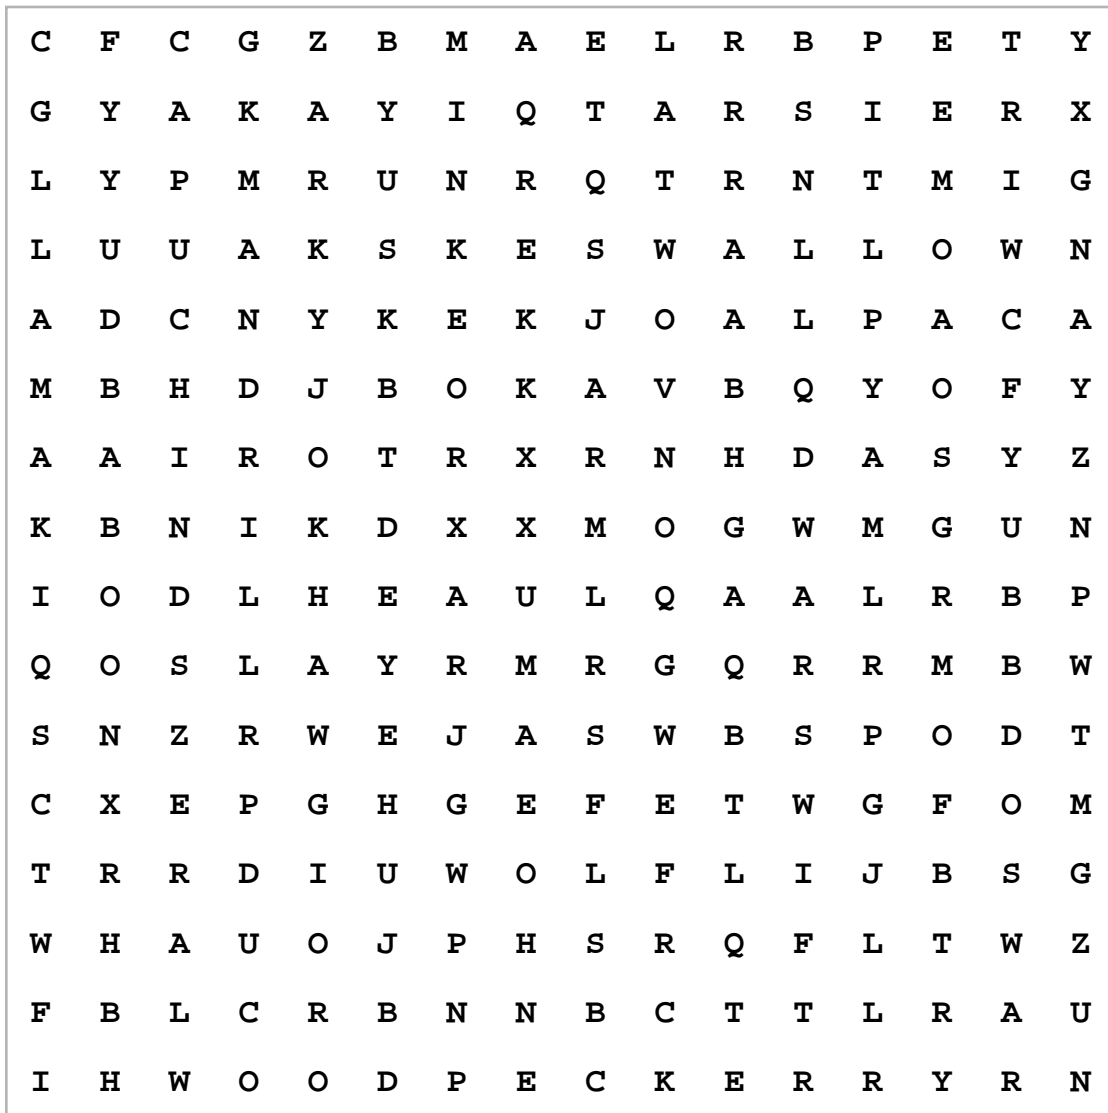 C F C G Z B M A E L R B P E T Y
G Y A K A Y I Q T A R S I E R X
L Y P M R U N R Q T R N T M I G
L U U A K S K E S W A L L O W N
A D C N Y K E K J O A L P A C A
M B H D J B O K A V B Q Y O F Y
A A I R O T R X R N H D A S Y Z
K B N I K D X X M O G W M G U N
I O D L H E A U L Q A A L R B P
Q O S L A Y R M R G Q R R M B W
S N Z R W E J A S W B S P O D T
C X E P G H G E F E T W G F O M
T R R D I U W O L F L I J B S G
W H A U O J P H S R Q F L T W Z
F B L C R B N N B C T T L R A U
I H W O O D P E C K E R R Y R N